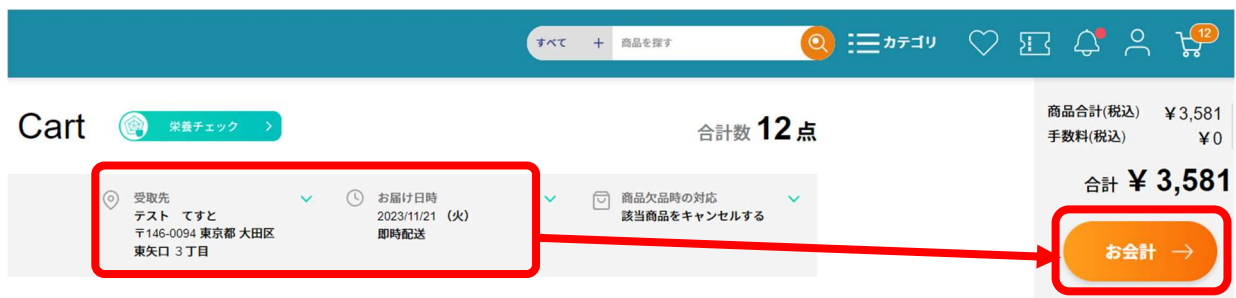 すべて ＋ 商品を探す カテゴリ 12
Cart 栄養チェック 合計数 12 点
受取先
テスト てすと
〒146-0094 東京都 大田区
東矢口 3丁目
お届け日時
2023/11/21 (火)
即時配送
商品欠品時の対応
該当商品をキャンセルする
商品合計(税込) ¥3,581
手数料(税込) ¥0
合計 ¥ 3,581
お会計 →